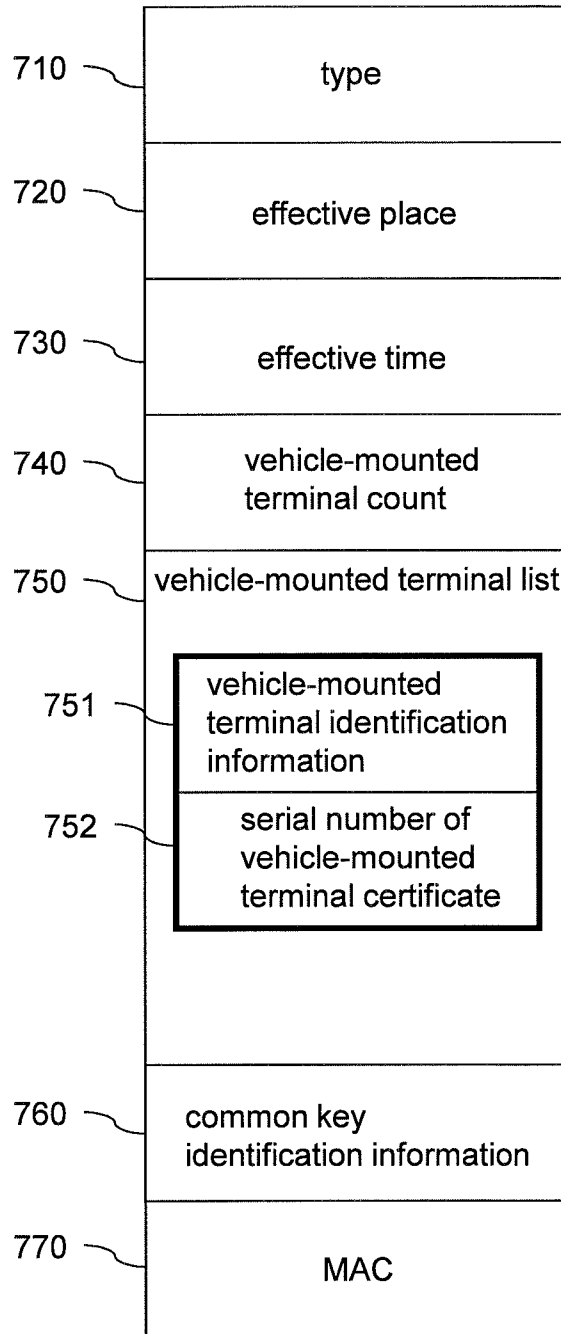 710
type
720
effective place
730
effective time
740
vehicle-mounted
terminal count
750
vehicle-mounted terminal list
751
vehicle-mounted
terminal identification
information
752
serial number of
vehicle-mounted
terminal certificate
760
common key
identification information
770
MAC